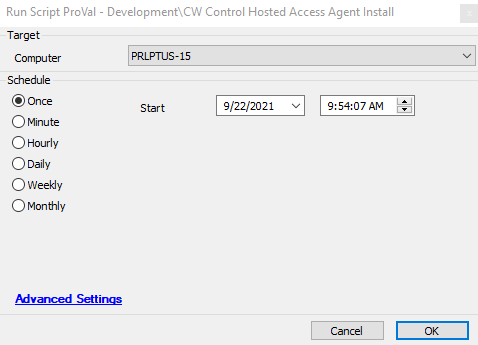 Run Script ProVal - Development\CW Control Hosted Access Agent Install
Target
Computer PRLPTUS-15
Schedule
Once Start 9/22/2021 9:54:07 AM
Minute
Hourly
Daily
Weekly
Monthly
Advanced Settings
Cancel OK